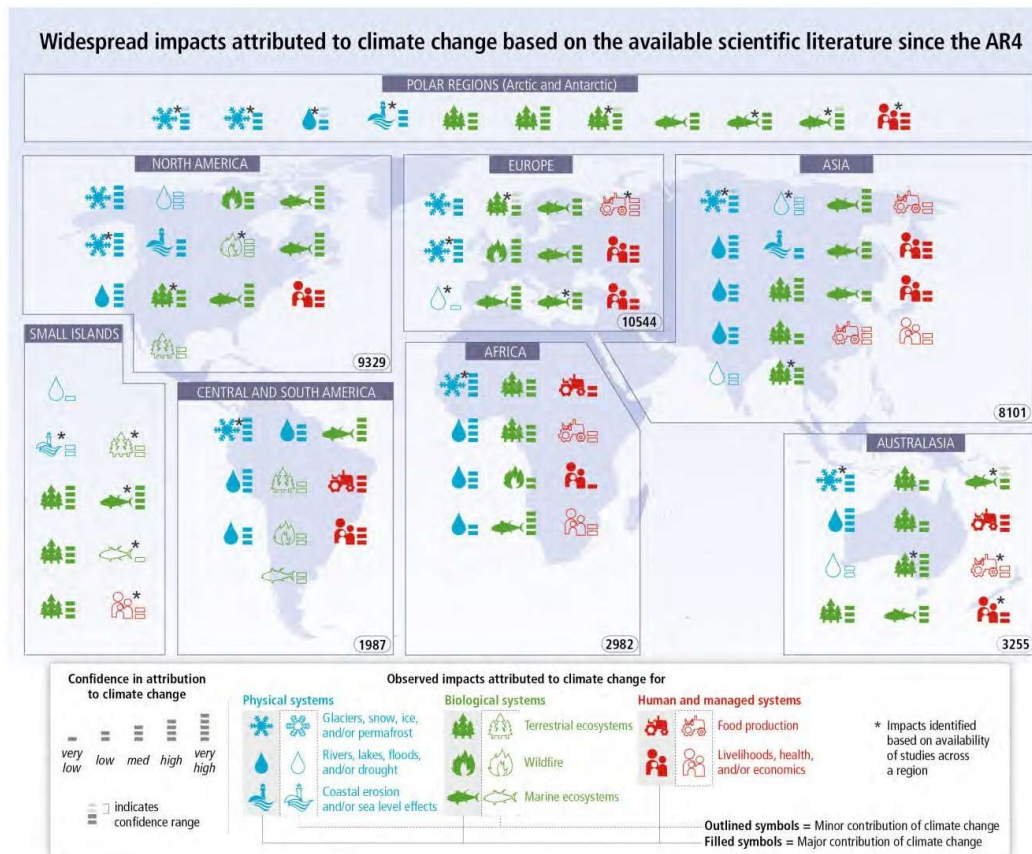 Widespread impacts attributed to climate change based on the available scientific literature since the AR4
POLAR REGIONS (Arctic and Antarctic)
NORTH AMERICA
EUROPE
ASIA
10544
SMALL ISLANDS
9329
AFRICA
CENTRAL AND SOUTH AMERICA
8101
AUSTRALASIA
1987
2982
3255
Confidence in attribution
to climate change
very
low
low
med
high
very
high
indicates
confidence range
Observed impacts attributed to climate change for
Physical systems
Glaciers, snow, ice,
and/or permafrost
Rivers, lakes, floods,
and/or drought
Coastal erosion
and/or sea level effects
Biological systems
Terrestrial ecosystems
Wildfire
Marine ecosystems
Human and managed systems
Food production
Livelihoods, health,
and/or economics
* Impacts identified
based on availability
of studies across
a region
Outlined symbols = Minor contribution of climate change
Filled symbols = Major contribution of climate change